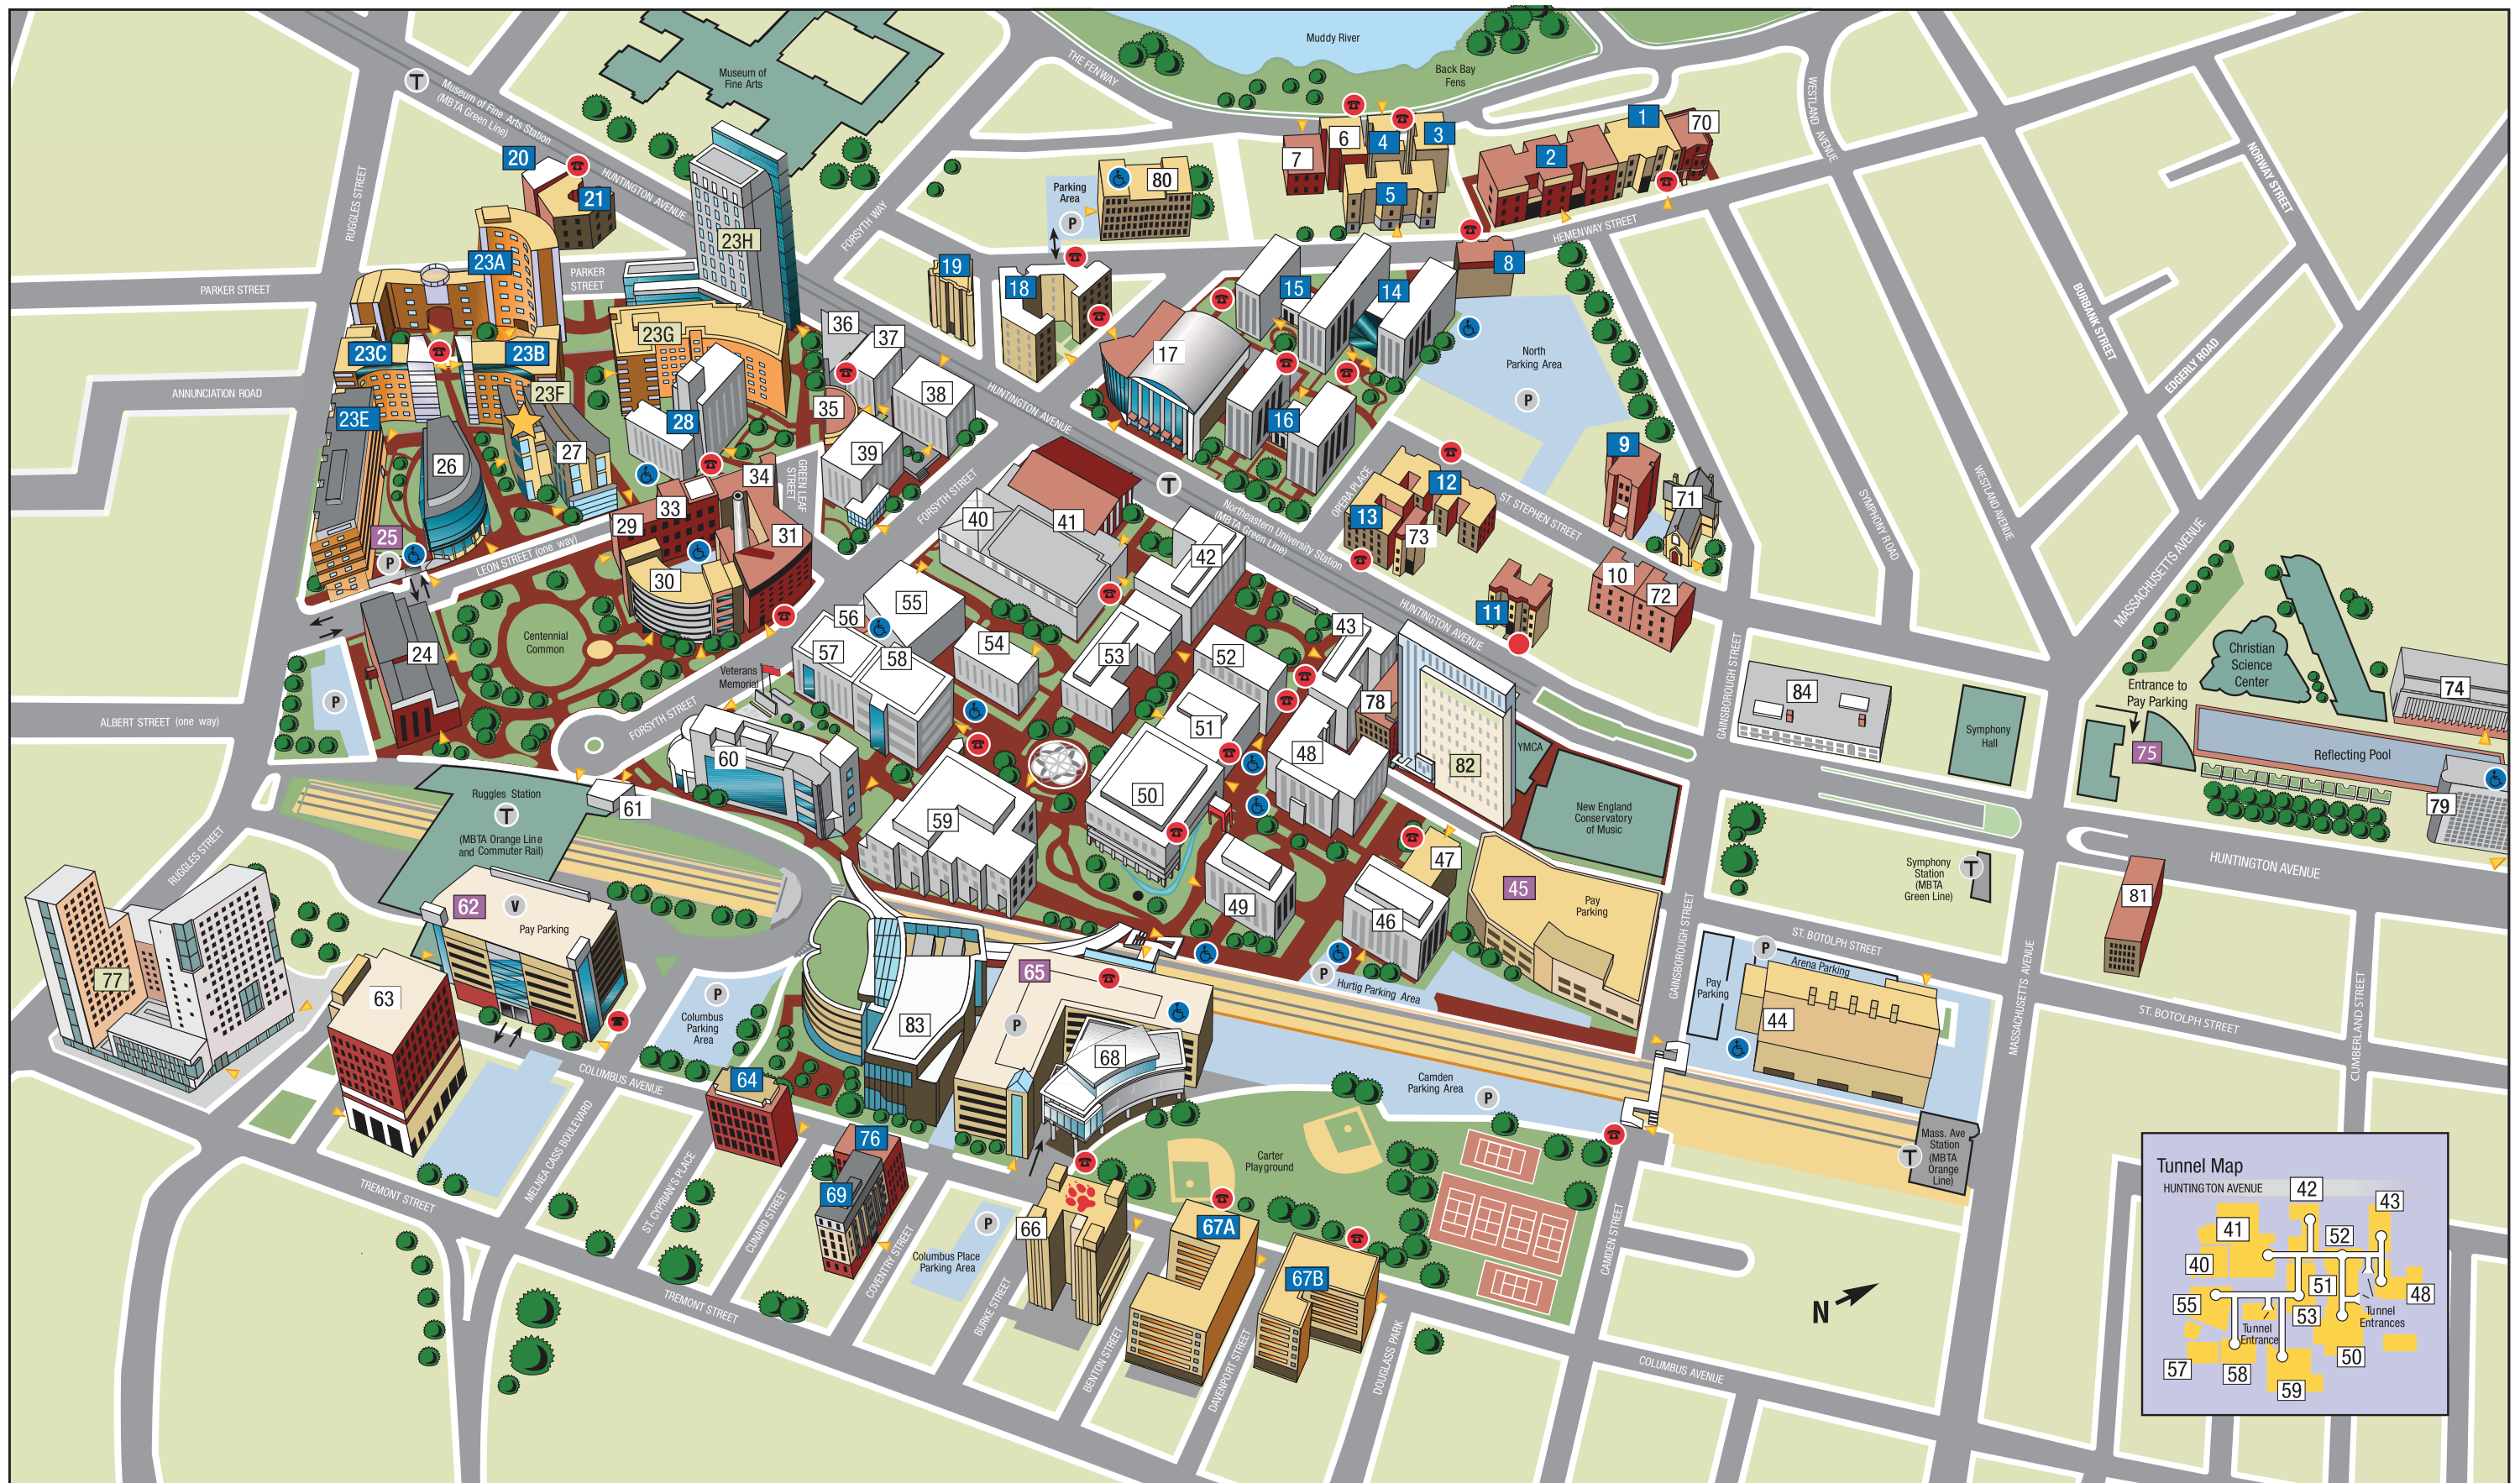 Muddy River
Back Bay
Fens
THE FENWAY
WESTLAND AVENUE
Museum of
Fine Arts
T
Museum of Fine Arts Station
(MBTA Green Line)
HUNTINGTON AVENUE
RUGGLES STREET
20
21
23H
23A
PARKER STREET
PARKER
STREET
FORSYTH WAY
Parking
Area
P
80
7
6
4
3
5
2
1
70
HEMENWAY STREET
NORWAY STREET
BURBANK STREET
EDGERLY ROAD
19
18
17
15
14
8
North
Parking Area
P
16
36
37
38
35
39
23G
23C
23B
23F
23E
28
27
26
ANNUNCIATION ROAD
HUNTINGTON AVENUE
T
Northeastern University Station
(MBTA Green Line)
OPERA PLACE
ST. STEPHEN STREET
SYMPHONY ROAD
WESTLAND AVENUE
MASSACHUSETTS AVENUE
9
71
12
13
73
11
10
72
25
P
LEON STREET (one way)
GREEN LEAF
STREET
FORSYTH STREET
29
33
34
31
30
24
Centennial
Common
P
ALBERT STREET (one way)
40
41
42
43
55
56
57
58
54
53
52
51
50
48
78
82
YMCA
New England
Conservatory
of Music
HUNTINGTON AVENUE
GAINSBOROUGH STREET
84
Symphony
Hall
Christian
Science
Center
Entrance to
Pay Parking
75
Reflecting Pool
74
79
Veterans
Memorial
FORSYTH STREET
60
61
59
49
47
46
45
Pay
Parking
Ruggles Station
T
(MBTA Orange Line
and Commuter Rail)
RUGGLES STREET
62
V
Pay Parking
77
63
Symphony
Station
(MBTA
Green Line)
T
HUNTINGTON AVENUE
81
ST. BOTOLPH STREET
GAINSBOROUGH STREET
MASSACHUSETTS AVENUE
CUMBERLAND STREET
ST. BOTOLPH STREET
P
Arena Parking
Pay
Parking
44
P
Hurtig Parking Area
Camden
Parking Area
P
65
P
83
68
P
Columbus
Parking
Area
COLUMBUS AVENUE
64
76
69
MELNEA CASS BOULEVARD
ST. CYPRIAN'S PLACE
CUNARD STREET
COVENTRY STREET
TREMONT STREET
TREMONT STREET
P
Columbus Place
Parking Area
BURKE STREET
66
67A
67B
BENTON STREET
DAVENPORT STREET
DOUGLASS PARK
Carter
Playground
CAMDEN STREET
COLUMBUS AVENUE
T
Mass. Ave
Station
(MBTA
Orange
Line)
N
Tunnel Map
HUNTINGTON AVENUE
42
43
41
52
40
51
48
55
53
Tunnel
Entrances
Tunnel
Entrance
57
58
50
59